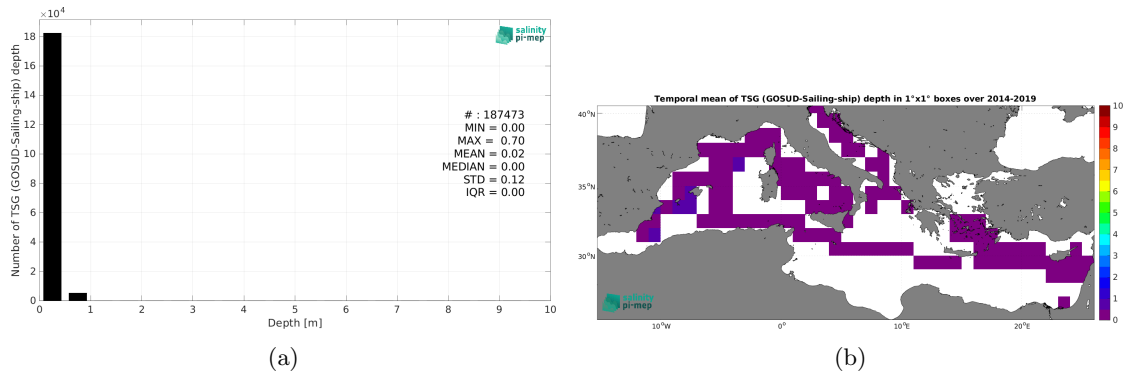 ×10⁴
18
16
14
12
10
8
6
4
2
0
Number of TSG (GOSUD-Sailing-ship) depth
salinity
pi-mep
# : 187473
MIN = 0.00
MAX = 0.70
MEAN = 0.02
MEDIAN = 0.00
STD = 0.12
IQR = 0.00
0 1 2 3 4 5 6 7 8 9 10
Depth [m]
(a)
Temporal mean of TSG (GOSUD-Sailing-ship) depth in 1°x1° boxes over 2014-2019
40°N
35°N
30°N
salinity
pi-mep
10°W 0° 10°E 20°E
10
9
8
7
6
5
4
3
2
1
0
(b)